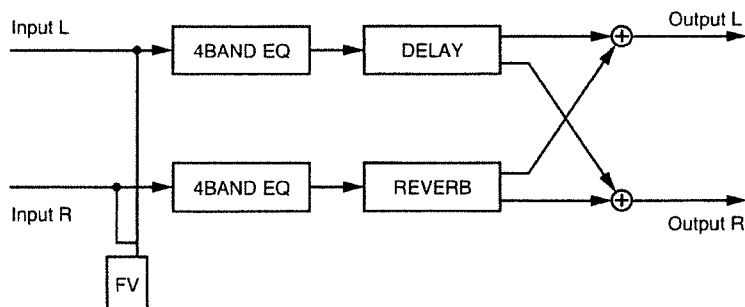 Input L
4BAND EQ
DELAY
Output L
Input R
4BAND EQ
REVERB
Output R
FV